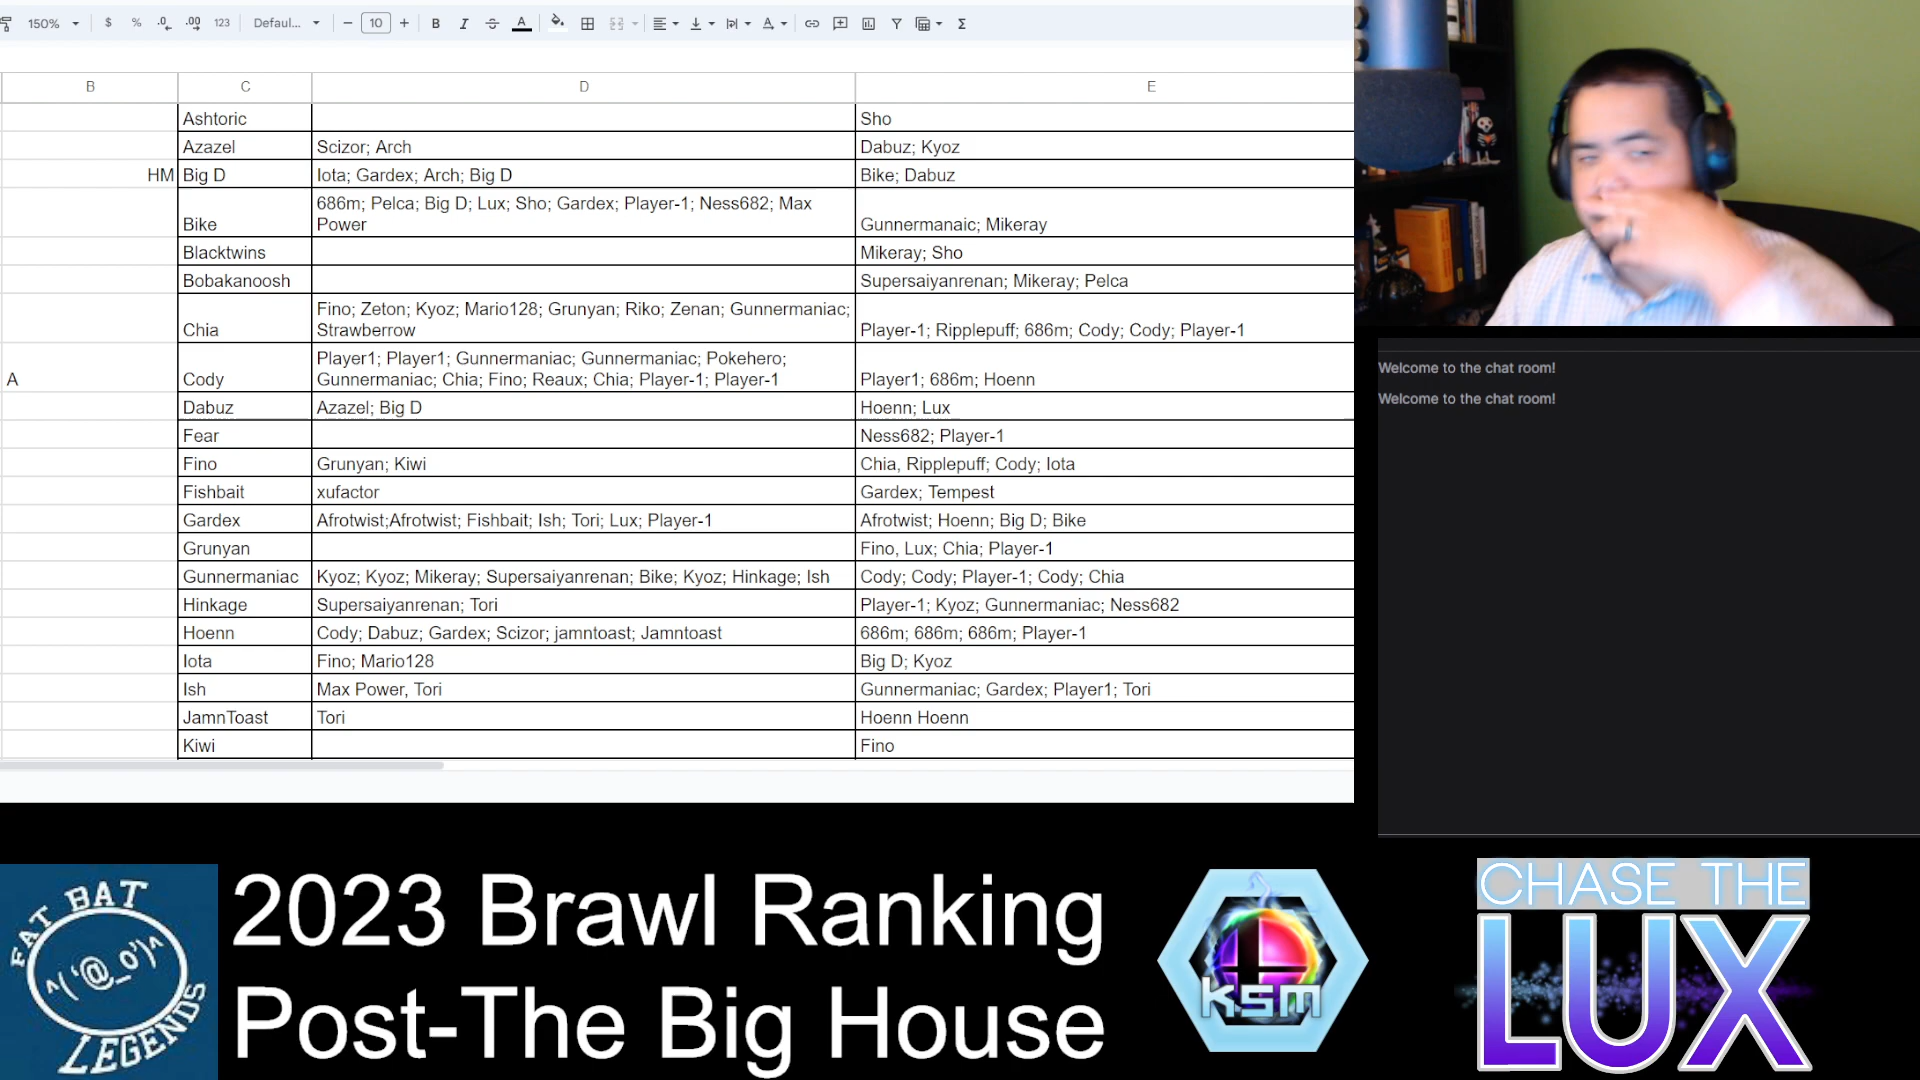 150% $ % .0 .00 123 Defaul... − 10 + B I A Σ
B C D E
Ashtoric Sho
Azazel Scizor; Arch Dabuz; Kyoz
HM Big D Iota; Gardex; Arch; Big D Bike; Dabuz
686m; Pelca; Big D; Lux; Sho; Gardex; Player-1; Ness682; Max
Bike Power Gunnermanaic; Mikeray
Blacktwins Mikeray; Sho
Bobakanoosh Supersaiyanrenan; Mikeray; Pelca
Fino; Zeton; Kyoz; Mario128; Grunyan; Riko; Zenan; Gunnermaniac;
Chia Strawberrow Player-1; Ripplepuff; 686m; Cody; Cody; Player-1
Player1; Player1; Gunnermaniac; Gunnermaniac; Pokehero;
A Cody Gunnermaniac; Chia; Fino; Reaux; Chia; Player-1; Player-1 Player1; 686m; Hoenn
Dabuz Azazel; Big D Hoenn; Lux
Fear Ness682; Player-1
Fino Grunyan; Kiwi Chia, Ripplepuff; Cody; Iota
Fishbait xufactor Gardex; Tempest
Gardex Afrotwist;Afrotwist; Fishbait; Ish; Tori; Lux; Player-1 Afrotwist; Hoenn; Big D; Bike
Grunyan Fino, Lux; Chia; Player-1
Gunnermaniac Kyoz; Kyoz; Mikeray; Supersaiyanrenan; Bike; Kyoz; Hinkage; Ish Cody; Cody; Player-1; Cody; Chia
Hinkage Supersaiyanrenan; Tori Player-1; Kyoz; Gunnermaniac; Ness682
Hoenn Cody; Dabuz; Gardex; Scizor; jamntoast; Jamntoast 686m; 686m; 686m; Player-1
Iota Fino; Mario128 Big D; Kyoz
Ish Max Power, Tori Gunnermaniac; Gardex; Player1; Tori
JamnToast Tori Hoenn Hoenn
Kiwi Fino
Welcome to the chat room!
Welcome to the chat room!
FAT BAT
^('@_0')^
LEGENDS
2023 Brawl Ranking
Post-The Big House
KSM
CHASE THE
LUX